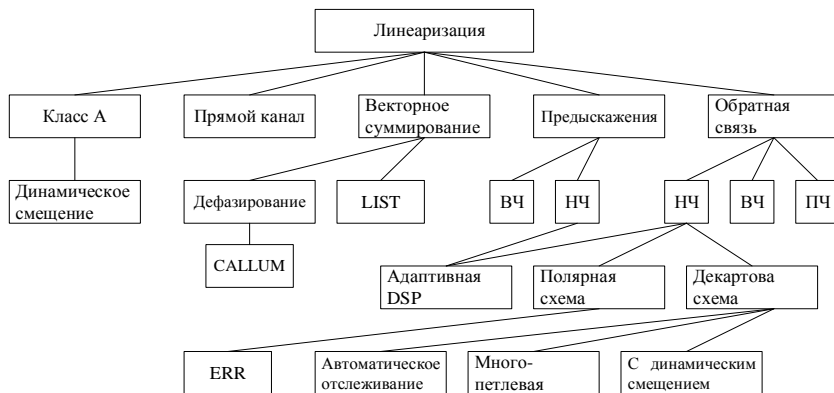 Линеаризация
Класс А
Прямой канал
Векторное
суммирование
Предыскажения
Обратная
связь
Динамическое
смещение
Дефазирование
LIST
ВЧ
НЧ
НЧ
ВЧ
ПЧ
CALLUM
Адаптивная
DSP
Полярная
схема
Декартова
схема
ERR
Автоматическое
отслеживание
Много-
петлевая
С динамическим
смещением